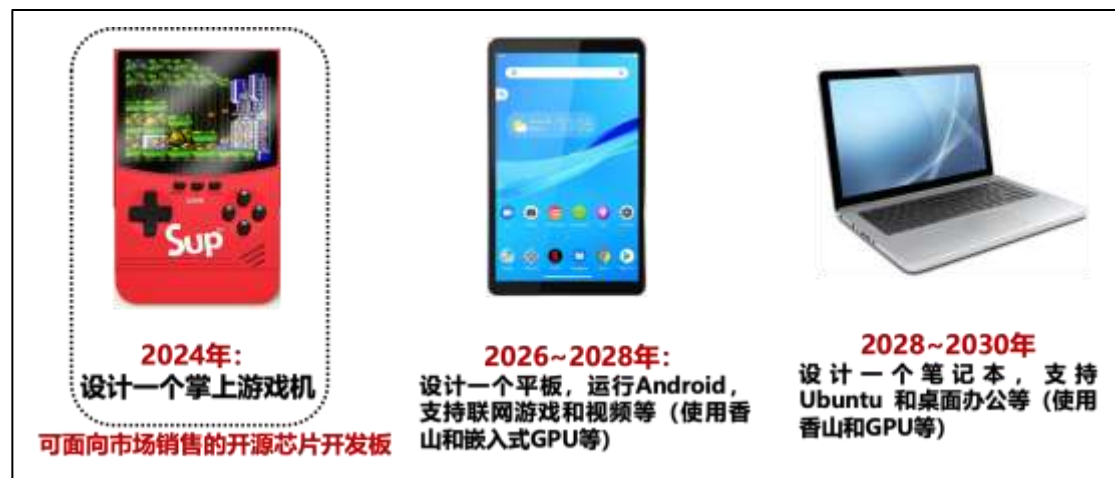 Sup
2024年：
设计一个掌上游戏机
可面向市场销售的开源芯片开发板
2026~2028年：
设计一个平板，运行Android，
支持联网游戏和视频等（使用香
山和嵌入式GPU等）
2028~2030年
设计一个笔记本，支持
Ubuntu 和桌面办公等（使用
香山和GPU等）